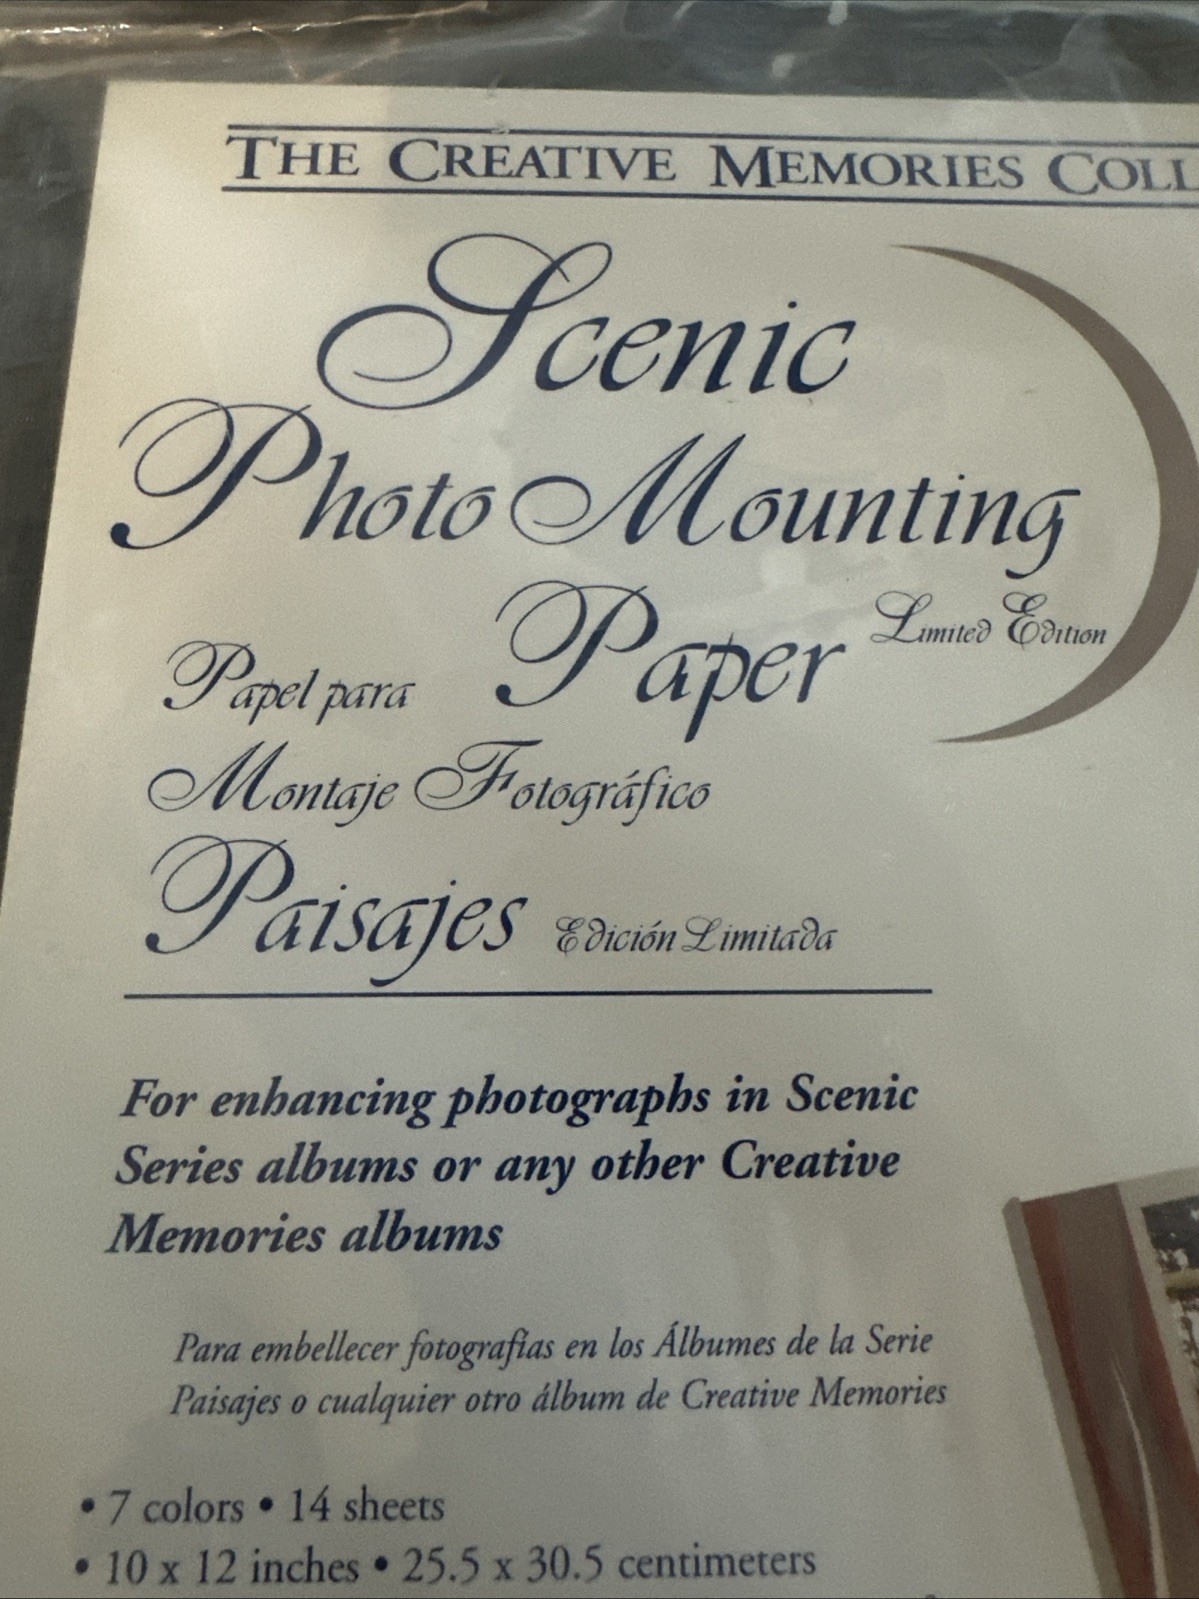 THE CREATIVE MEMORIES
Scenic
Photo Mounting
Paper Limited Edition
Papel para
Montaje Fotográfico
Paisajes Edición Limitada
For enhancing photographs in Scenic
Series albums or any other Creative
Memories albums
Para embellecer fotografías en los Álbumes de la Serie
Paisajes o cualquier otro álbum de Creative Memories
• 7 colors • 14 sheets
• 10 x 12 inches • 25.5 x 30.5 centimeters